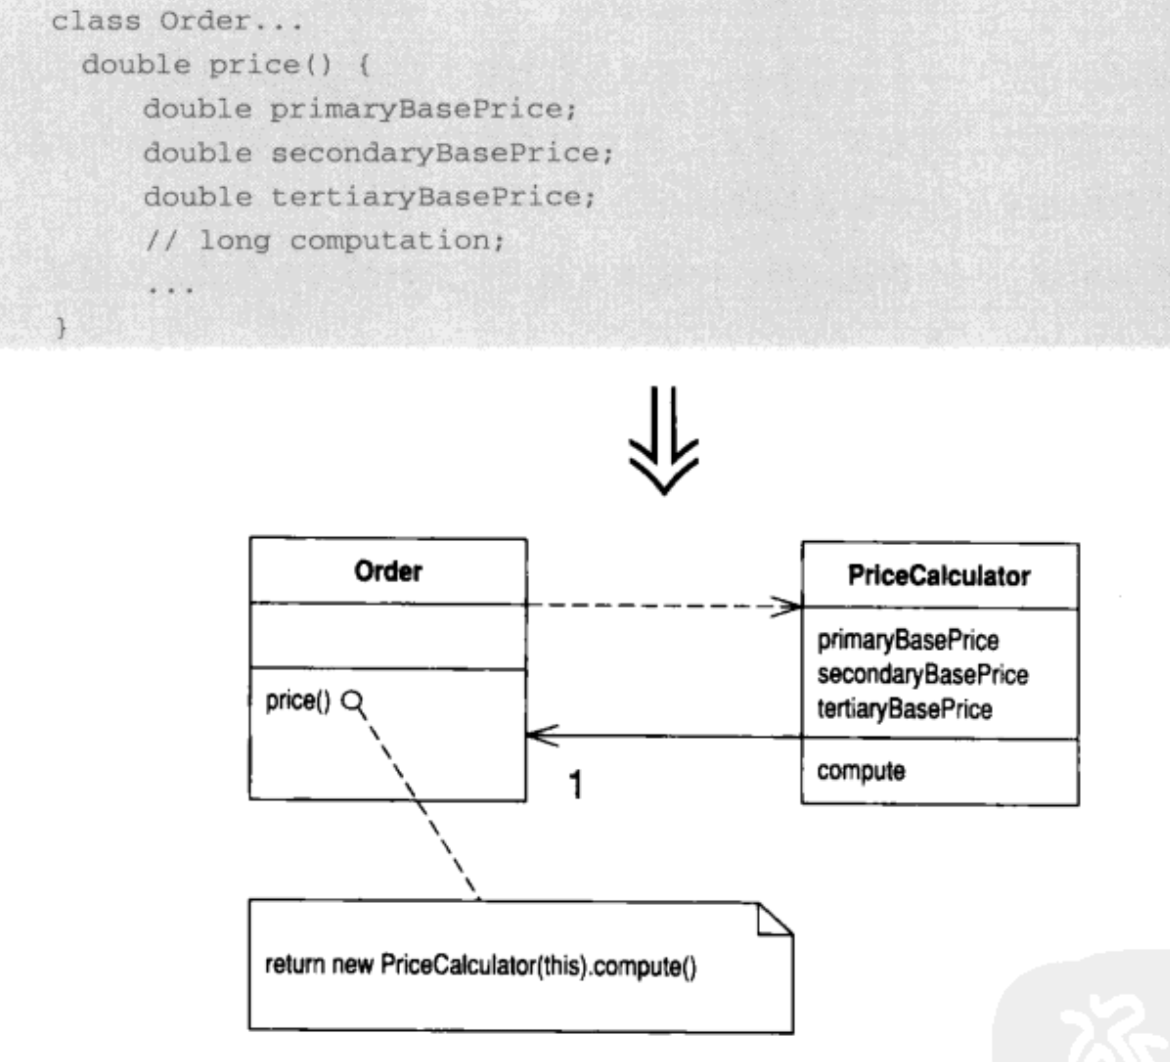 class Order...
double price() {
double primaryBasePrice;
double secondaryBasePrice;
double tertiaryBasePrice;
// long computation;
...
}
Order
price()
1
PriceCalculator
primaryBasePrice
secondaryBasePrice
tertiaryBasePrice
compute
return new PriceCalculator(this).compute()